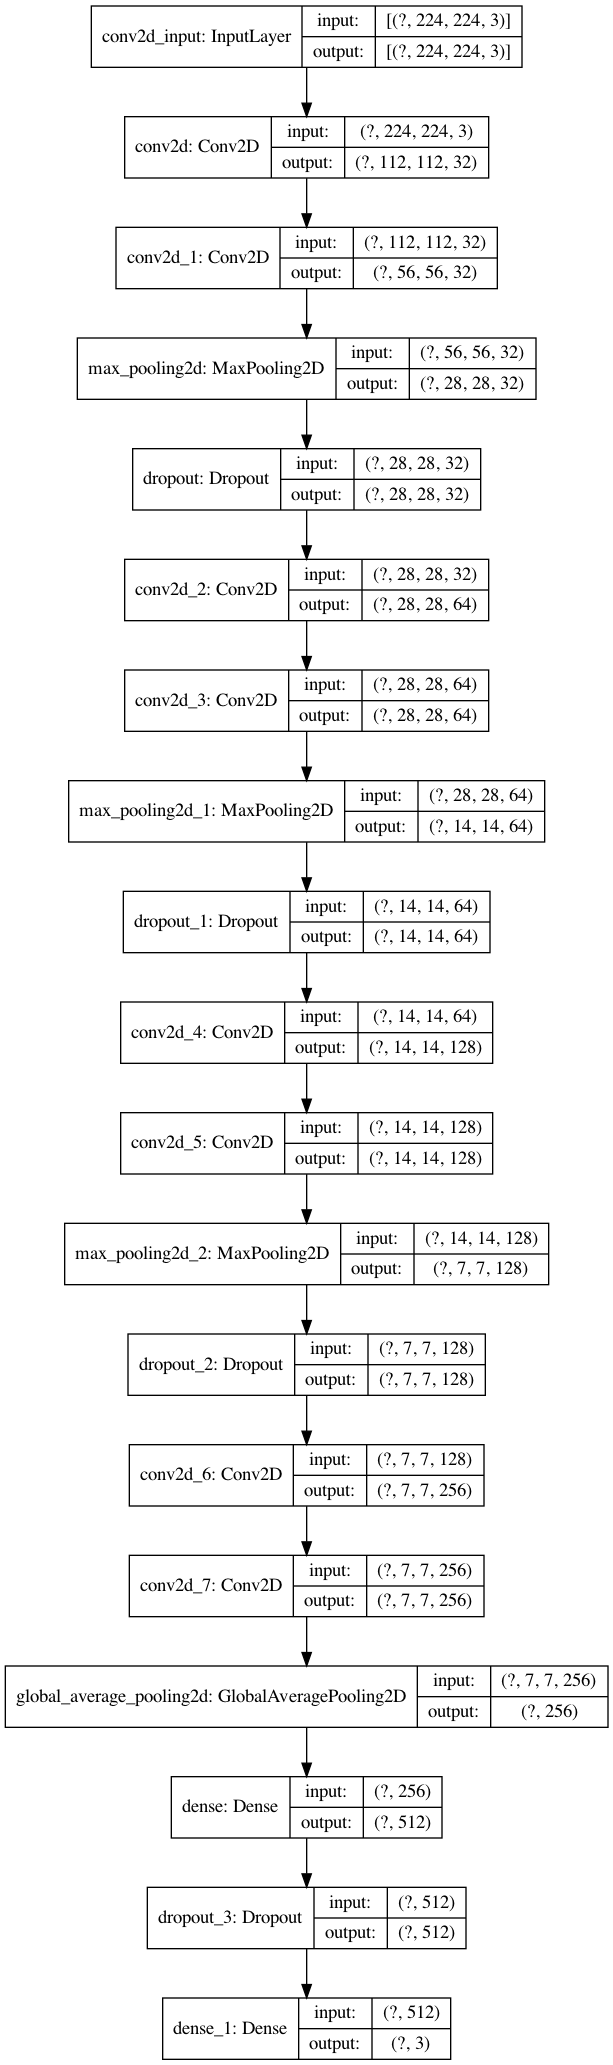 conv2d_input: InputLayer
input: [(?, 224, 224, 3)]
output: [(?, 224, 224, 3)]
conv2d: Conv2D
input: (?, 224, 224, 3)
output: (?, 112, 112, 32)
conv2d_1: Conv2D
input: (?, 112, 112, 32)
output: (?, 56, 56, 32)
max_pooling2d: MaxPooling2D
input: (?, 56, 56, 32)
output: (?, 28, 28, 32)
dropout: Dropout
input: (?, 28, 28, 32)
output: (?, 28, 28, 32)
conv2d_2: Conv2D
input: (?, 28, 28, 32)
output: (?, 28, 28, 64)
conv2d_3: Conv2D
input: (?, 28, 28, 64)
output: (?, 28, 28, 64)
max_pooling2d_1: MaxPooling2D
input: (?, 28, 28, 64)
output: (?, 14, 14, 64)
dropout_1: Dropout
input: (?, 14, 14, 64)
output: (?, 14, 14, 64)
conv2d_4: Conv2D
input: (?, 14, 14, 64)
output: (?, 14, 14, 128)
conv2d_5: Conv2D
input: (?, 14, 14, 128)
output: (?, 14, 14, 128)
max_pooling2d_2: MaxPooling2D
input: (?, 14, 14, 128)
output: (?, 7, 7, 128)
dropout_2: Dropout
input: (?, 7, 7, 128)
output: (?, 7, 7, 128)
conv2d_6: Conv2D
input: (?, 7, 7, 128)
output: (?, 7, 7, 256)
conv2d_7: Conv2D
input: (?, 7, 7, 256)
output: (?, 7, 7, 256)
global_average_pooling2d: GlobalAveragePooling2D
input: (?, 7, 7, 256)
output: (?, 256)
dense: Dense
input: (?, 256)
output: (?, 512)
dropout_3: Dropout
input: (?, 512)
output: (?, 512)
dense_1: Dense
input: (?, 512)
output: (?, 3)